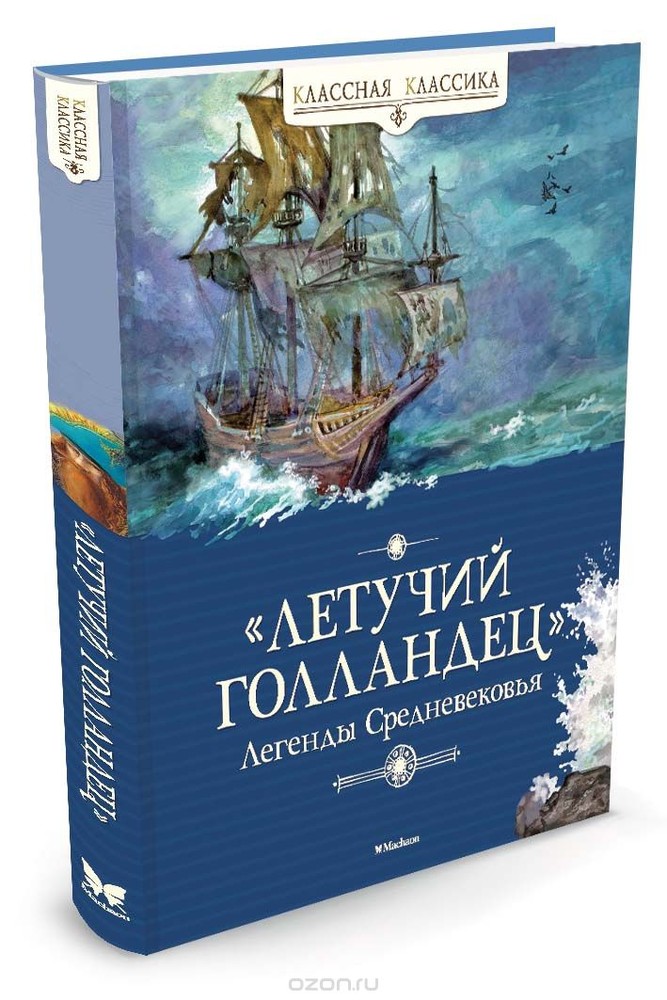 КЛАССНАЯ КЛАССИКА
КЛАССНАЯ
КЛАССИКА
«ЛЕТУЧИЙ
ГОЛЛАНДЕЦ»
Легенды Средневековья
Machaon
«ЛЕТУЧИЙ ГОЛЛАНДЕЦ»
Machaon
ozon.ru